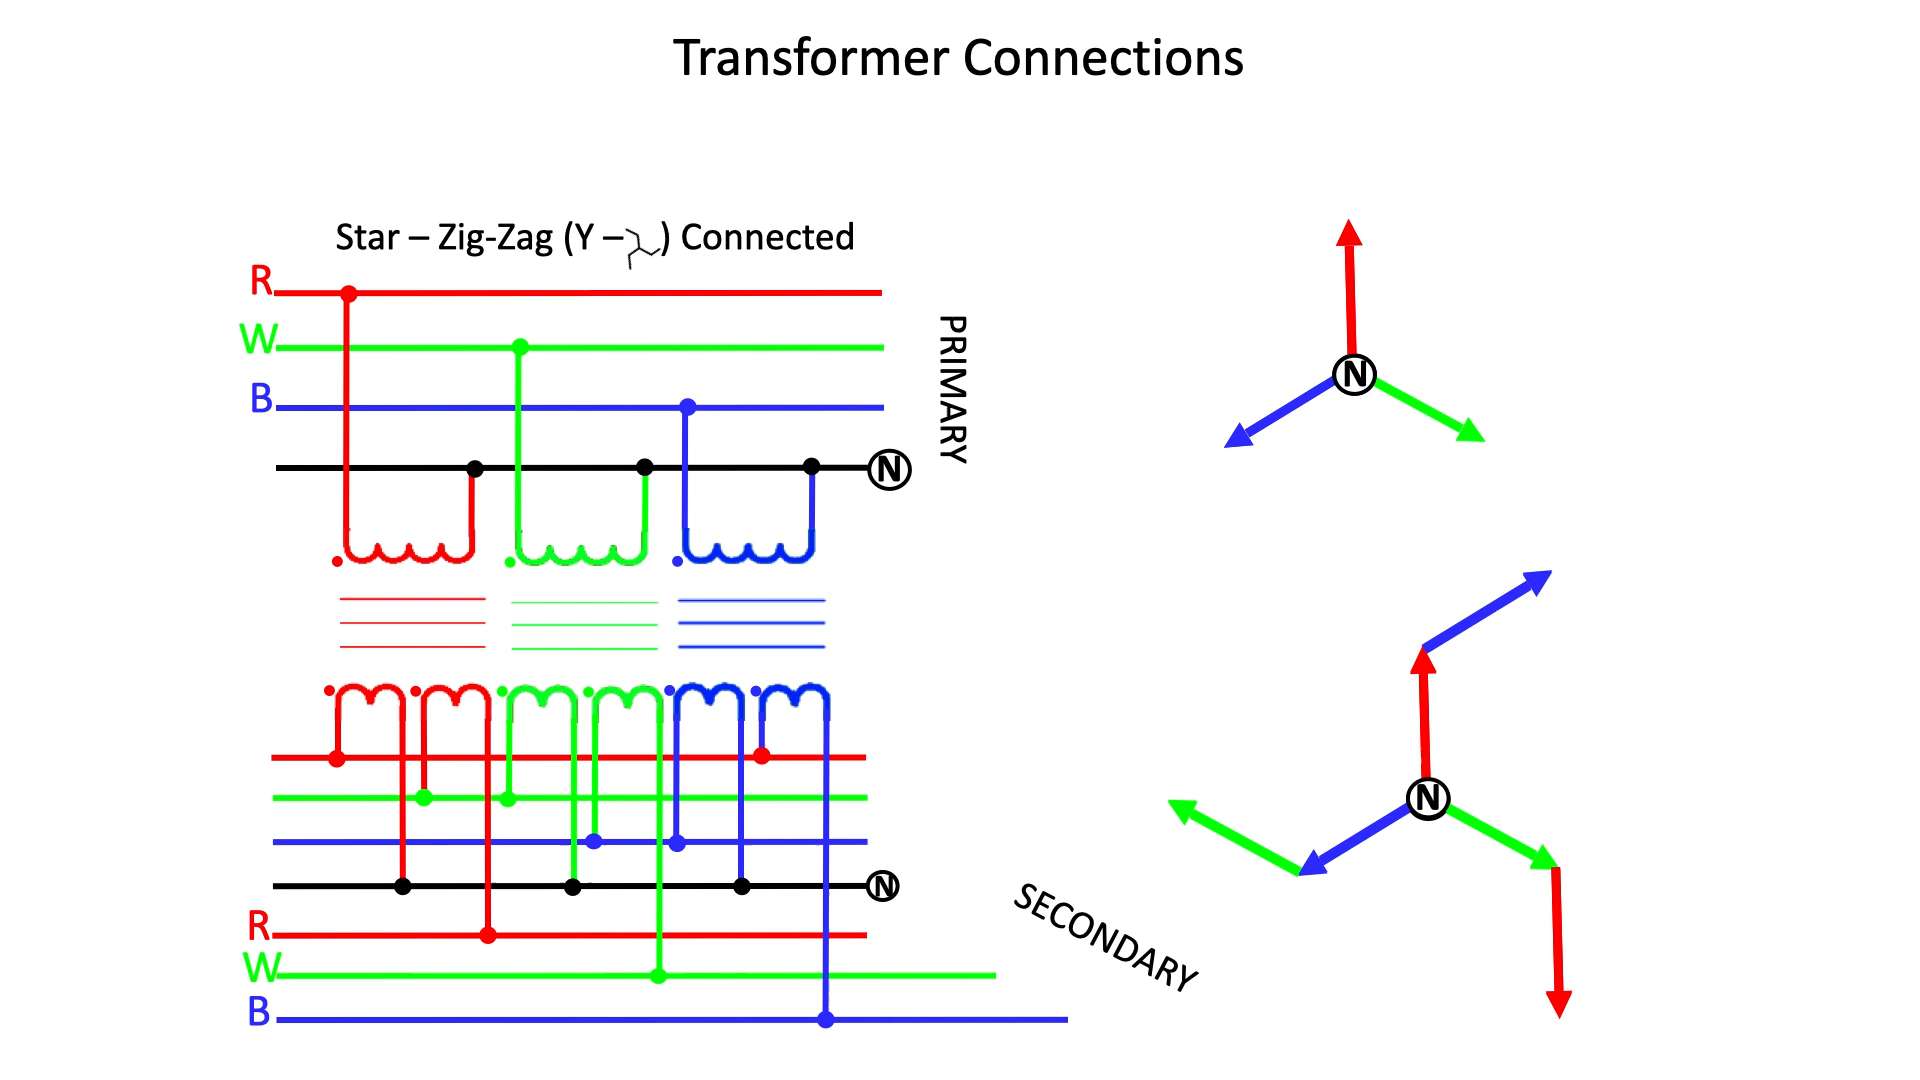 Transformer Connections
Star – Zig-Zag (Y – ) Connected
R
W
B
N
PRIMARY
N
N
N
R
W
B
SECONDARY